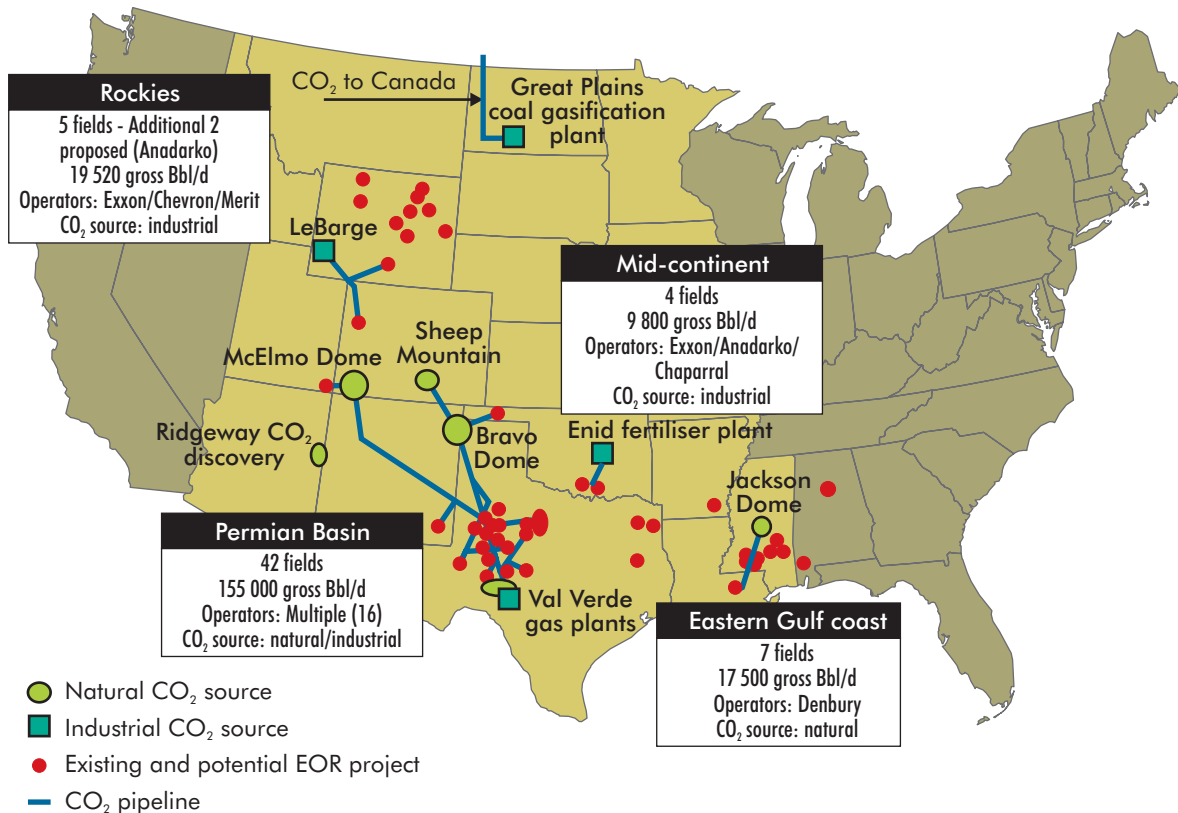 CO₂ to Canada
Great Plains
coal gasification
plant
Rockies
5 fields - Additional 2
proposed (Anadarko)
19 520 gross Bbl/d
Operators: Exxon/Chevron/Merit
CO₂ source: industrial
LeBarge
Mid-continent
4 fields
9 800 gross Bbl/d
Operators: Exxon/Anadarko/
Chaparral
CO₂ source: industrial
Sheep
Mountain
McElmo Dome
Ridgeway CO₂
discovery
Bravo
Dome
Enid fertiliser plant
Jackson
Dome
Permian Basin
42 fields
155 000 gross Bbl/d
Operators: Multiple (16)
CO₂ source: natural/industrial
Val Verde
gas plants
Eastern Gulf coast
7 fields
17 500 gross Bbl/d
Operators: Denbury
CO₂ source: natural
Natural CO₂ source
Industrial CO₂ source
Existing and potential EOR project
CO₂ pipeline